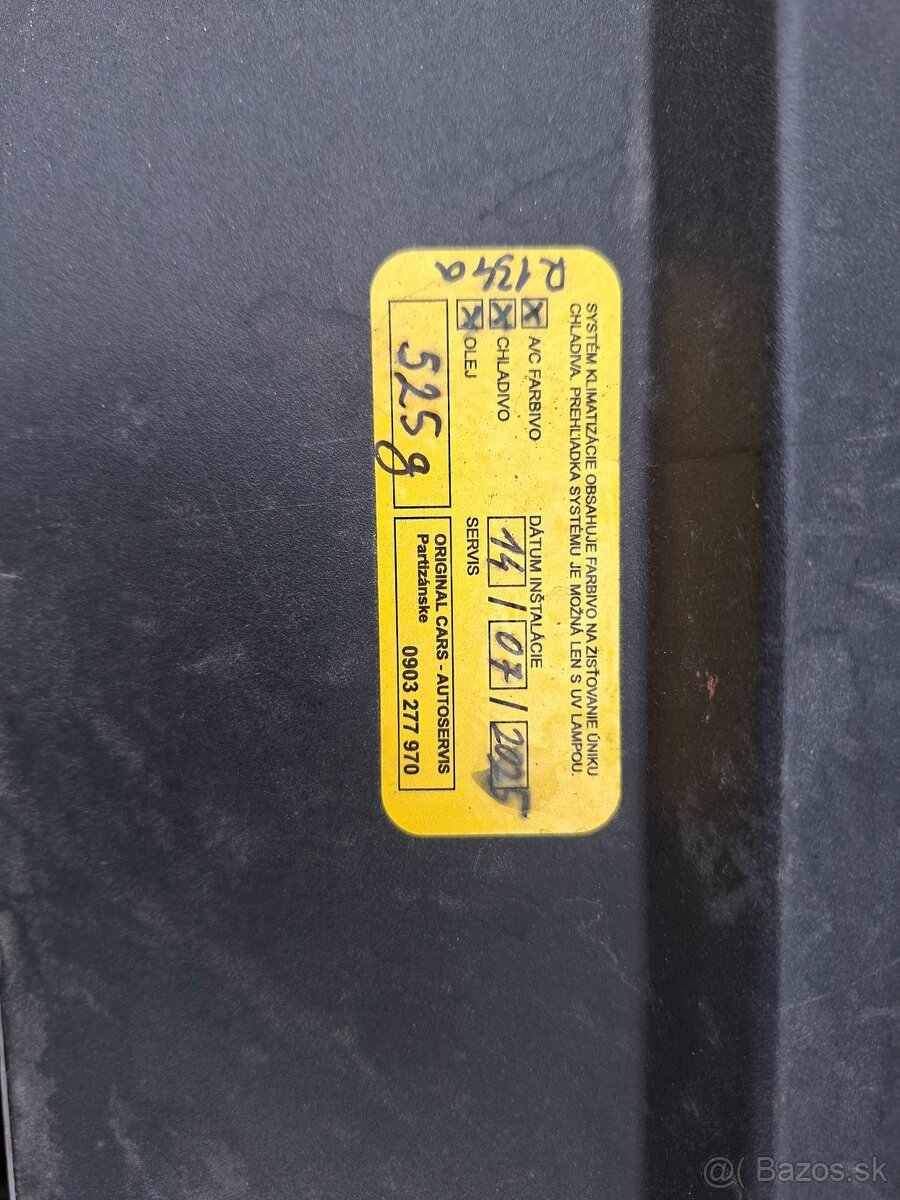 SYSTÉM KLIMATIZÁCIE OBSAHUJE FARBIVO NA ZISŤOVANIE ÚNIKU
CHLADIVA. PREHLIADKA SYSTÉMU JE MOŽNÁ LEN S UV LAMPOU.
R134a
X A/C FARBIVO
X CHLADIVO
X OLEJ
DÁTUM INŠTALÁCIE
14 / 07 / 2025
SERVIS
525g
ORIGINAL CARS - AUTOSERVIS
Partizánske 0903 277 970
@( Bazos.sk